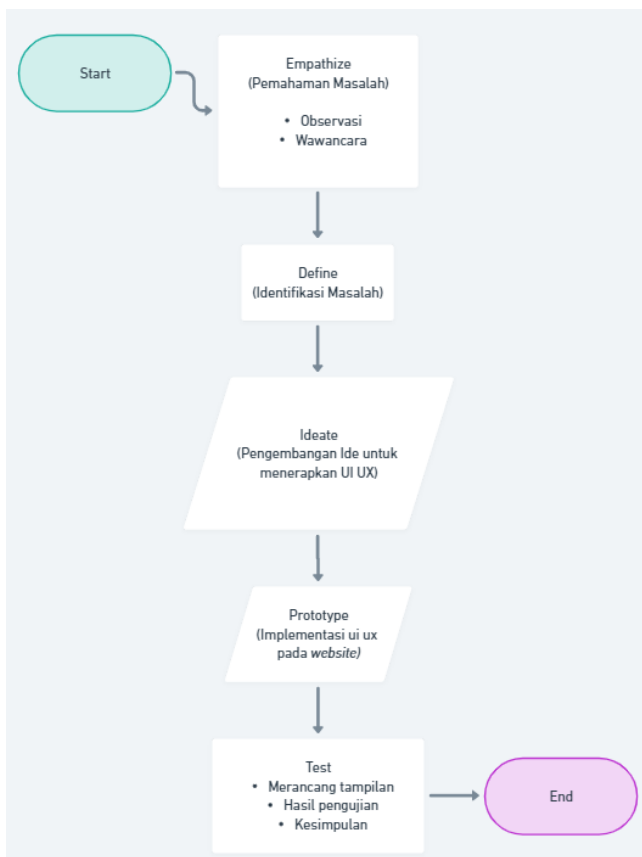 Start
Empathize
(Pemahaman Masalah)
• Observasi
• Wawancara
Define
(Identifikasi Masalah)
Ideate
(Pengembangan Ide untuk
menerapkan UI UX)
Prototype
(Implementasi ui ux
pada website)
Test
• Merancang tampilan
• Hasil pengujian
• Kesimpulan
End